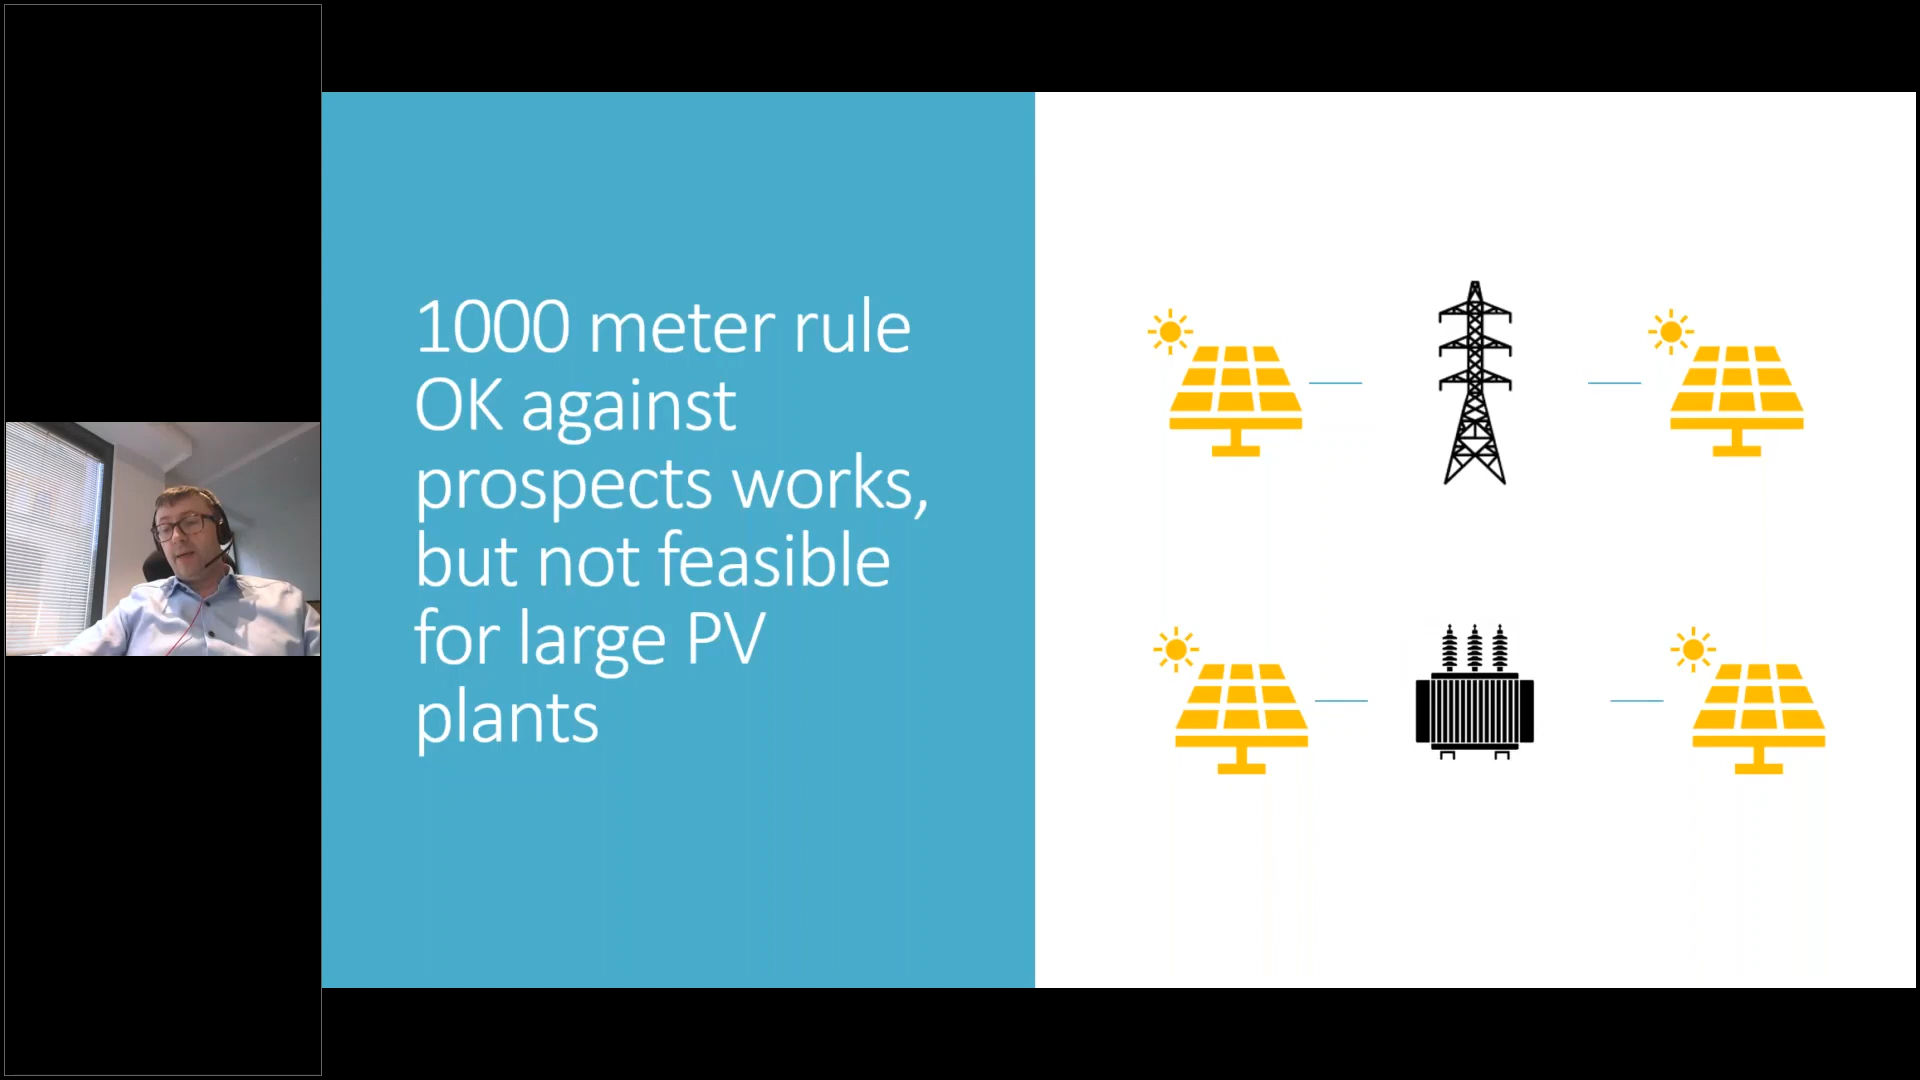 1000 meter rule
OK against
prospects works,
but not feasible
for large PV
plants